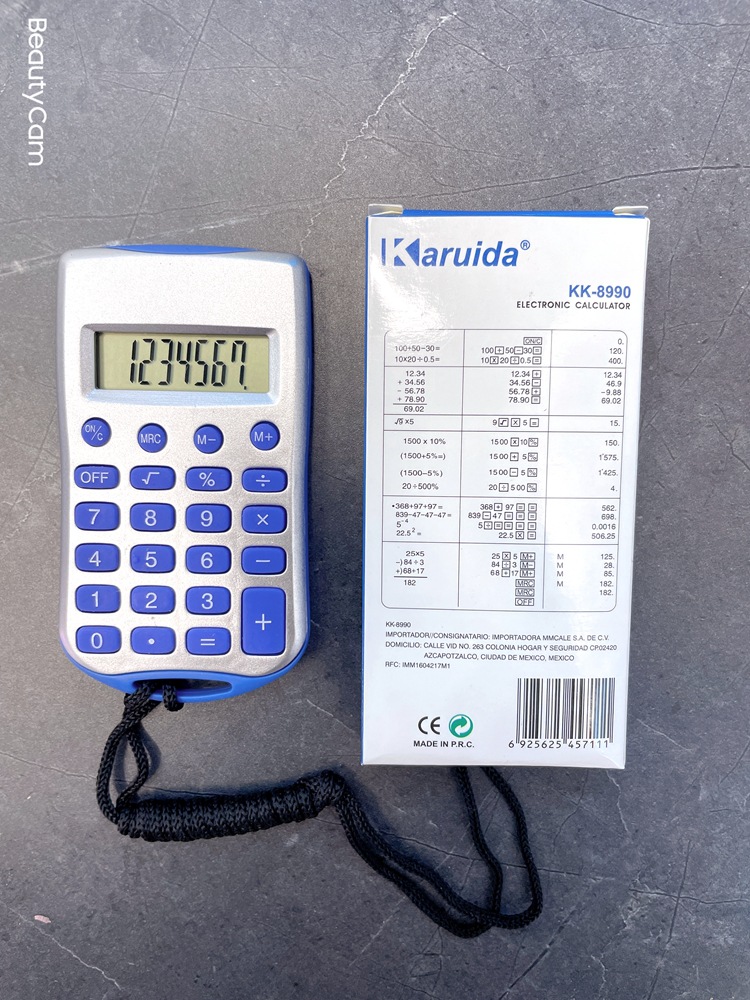 BeautyCam
1234567.
ON/C MRC M− M+
OFF √ % ÷
7 8 9 ×
4 5 6 −
1 2 3 +
0 · =
Karuida®
KK-8990
ELECTRONIC CALCULATOR
ON/C 0.
100+50−30= 100 + 50 − 30 = 120.
10X20÷0.5= 10 X 20 ÷ 0.5 = 400.
12.34 12.34 + 12.34
+ 34.56 34.56 − 46.9
− 56.78 56.78 + −9.88
+ 78.90 78.90 = 69.02
69.02
√9 x5 9 √ X 5 = 15.
1500 x 10% 1500 X 10 % 150.
(1500+5%=) 1500 + 5 % 1'575.
(1500−5%) 1500 − 5 % 1'425.
20÷500% 20 ÷ 500 % 4.
•368+97+97= 368 + 97 = = 562.
839-47-47-47= 839 − 47 = = = 698.
5⁻⁴ 5 ÷ = = = = = 0.0016
22.5²= 22.5 X = 506.25
25x5 25 X 5 M+ M 125.
−)84÷3 84 ÷ 3 M− M 28.
+)68+17 68 + 17 M+ M 85.
182 MRC M 182.
MRC 182.
OFF
KK-8990
IMPORTADOR//CONSIGNATARIO: IMPORTADORA MMCALE S.A. DE C.V.
DOMICILIO: CALLE VID NO. 263 COLONIA HOGAR Y SEGURIDAD CP.02420
AZCAPOTZALCO, CIUDAD DE MEXICO, MEXICO
RFC: IMM1604217M1
CE
MADE IN P.R.C.
6 925625 457111